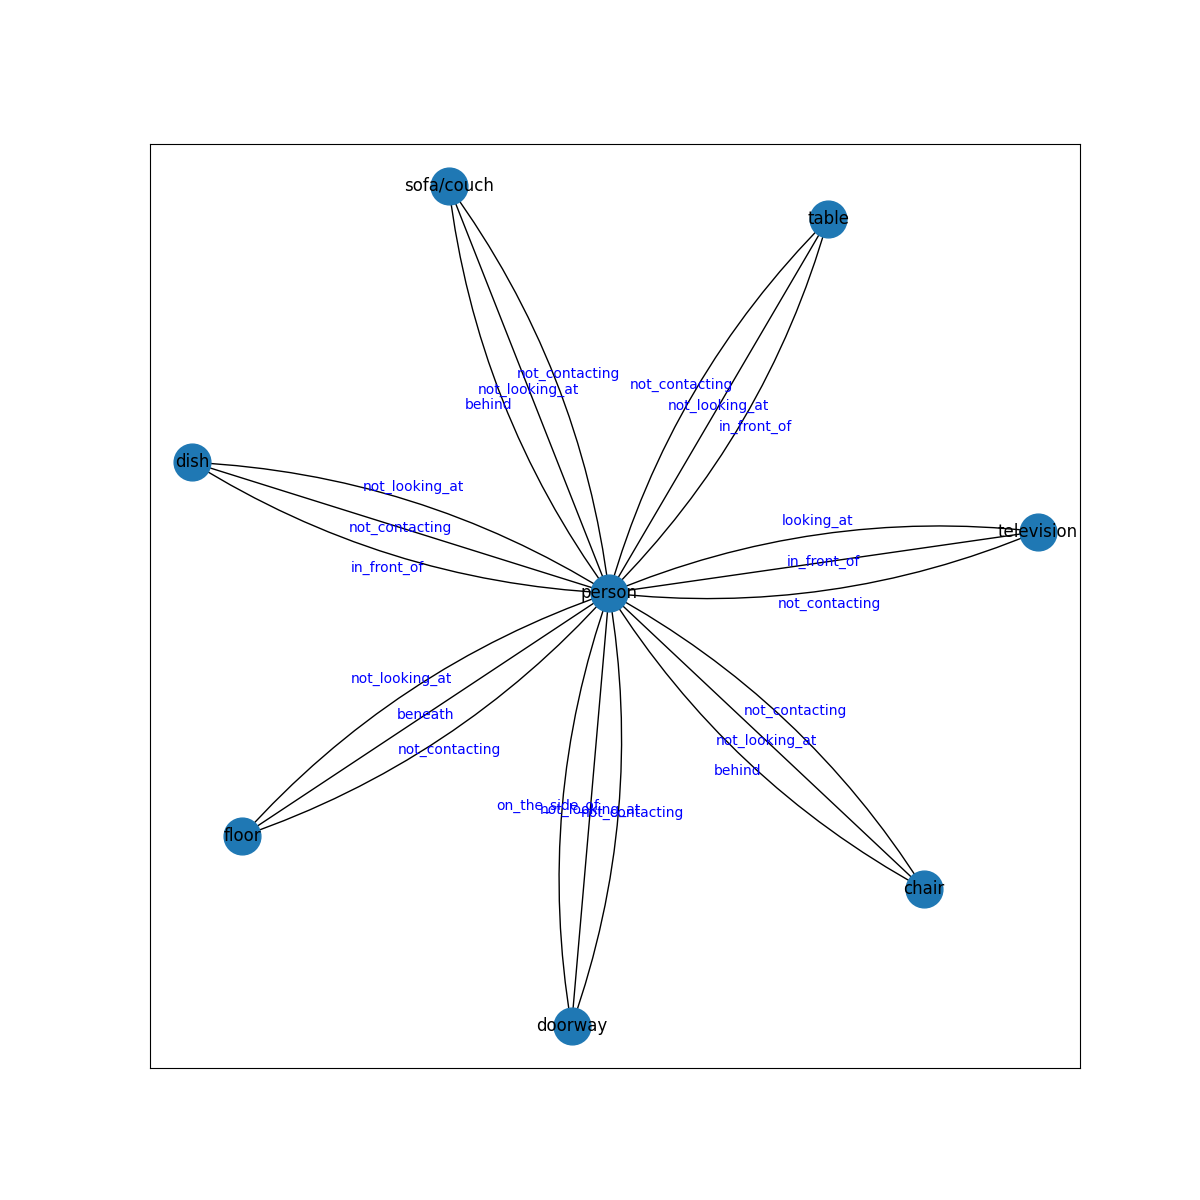 sofa/couch
table
not_contacting
not_contacting
not_looking_at
behind
not_looking_at
in_front_of
dish
not_looking_at
not_contacting
in_front_of
looking_at
television
in_front_of
not_contacting
person
not_looking_at
beneath
not_contacting
not_contacting
not_looking_at
behind
on_the_side_of
not_looking_at
not_contacting
floor
chair
doorway